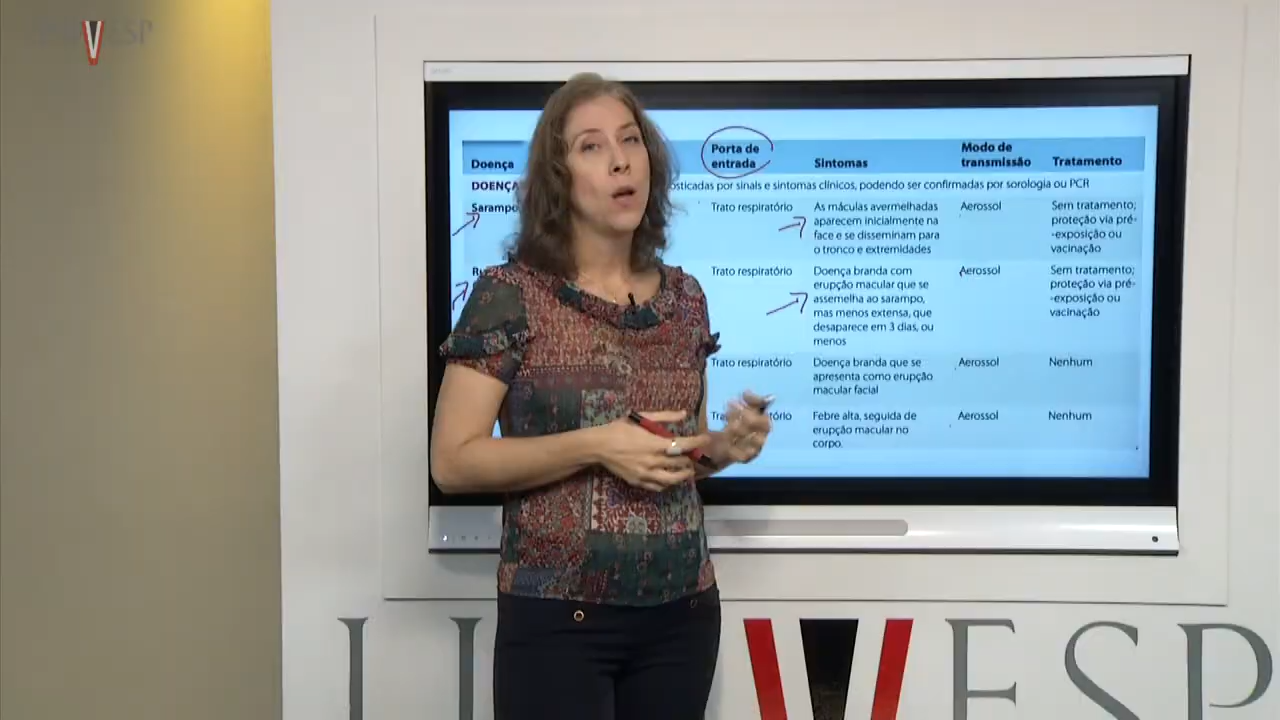 Doença
Porta de entrada
Sintomas
Modo de transmissão
Tratamento
DOENÇA
podendo ser confirmadas por sorologia ou PCR
por sinais e sintomas clínicos,
Sarampo
Trato respiratório
As máculas avermelhadas
aparecem inicialmente na
face e se disseminam para
o tronco e extremidades
Aerossol
Sem tratamento;
proteção via pré-
-exposição ou
vacinação
Trato respiratório
Doença branda com
erupção macular que se
assemelha ao sarampo,
mas menos extensa, que
desaparece em 3 dias, ou
menos
Aerossol
Sem tratamento;
proteção via pré-
-exposição ou
vacinação
Trato respiratório
Doença branda que se
apresenta como erupção
macular facial
Aerossol
Nenhum
Febre alta, seguida de
erupção macular no
corpo.
Aerossol
Nenhum